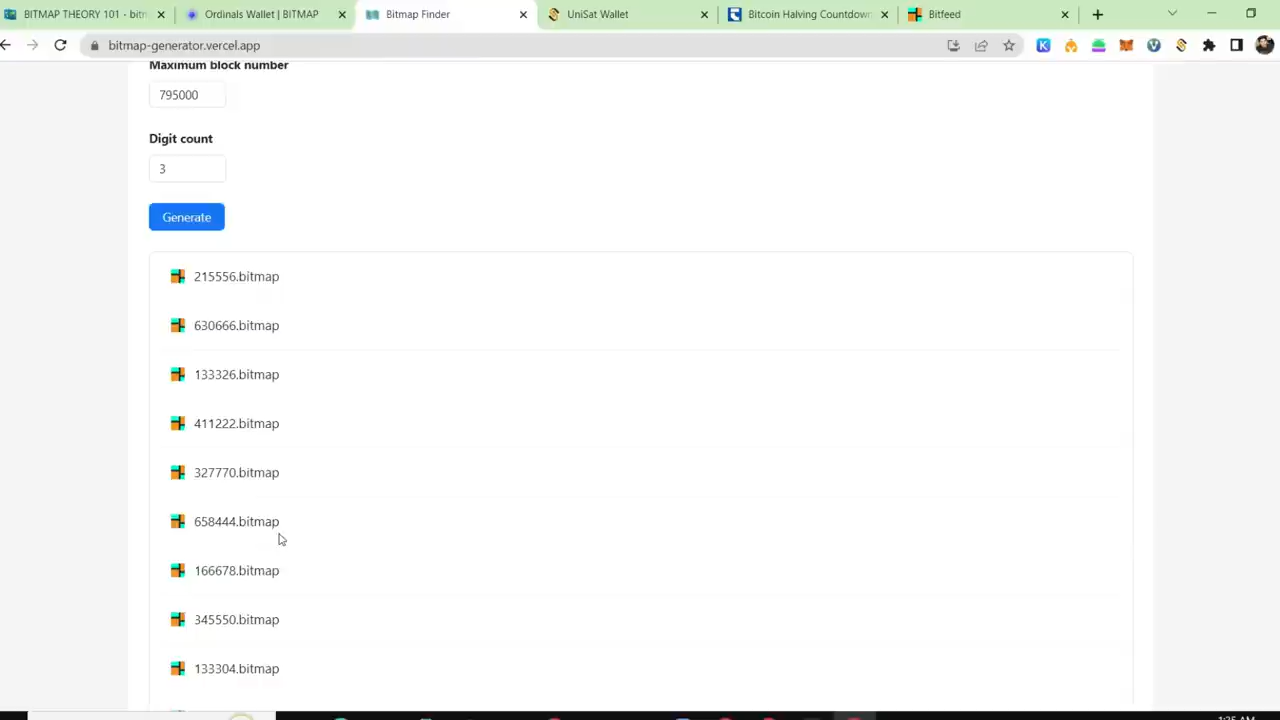 BITMAP THEORY 101 - bitm
Ordinals Wallet | BITMAP
Bitmap Finder
UniSat Wallet
Bitcoin Halving Countdown
Bitfeed
bitmap-generator.vercel.app
Maximum block number
795000
Digit count
3
Generate
215556.bitmap
630666.bitmap
133326.bitmap
411222.bitmap
327770.bitmap
658444.bitmap
166678.bitmap
345550.bitmap
133304.bitmap